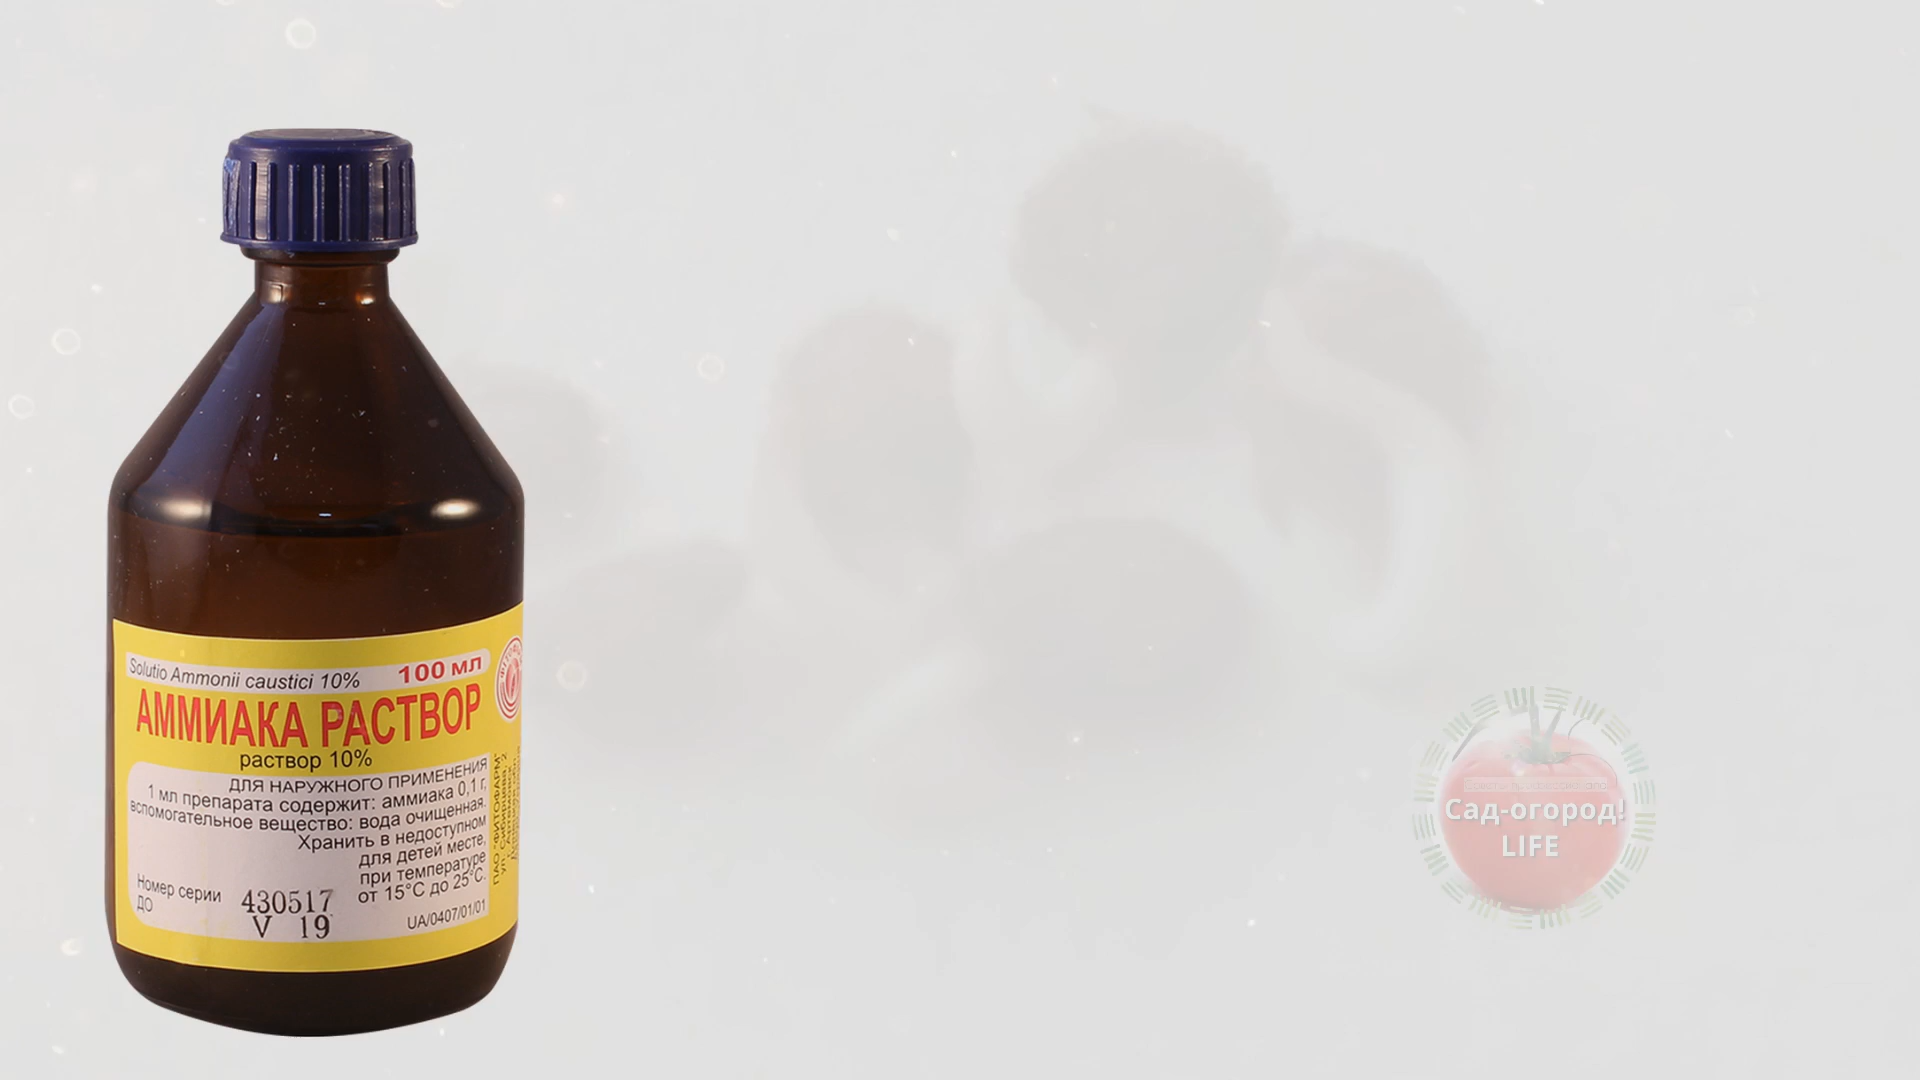 Solutio Ammonii caustici 10% 100 мл
АММИАКА РАСТВОР
раствор 10%
ДЛЯ НАРУЖНОГО ПРИМЕНЕНИЯ
1 мл препарата содержит: аммиака 0,1 г,
вспомогательное вещество: вода очищенная.
Хранить в недоступном
для детей месте,
при температуре
от 15°С до 25°С.
Номер серии 430517
ДО V 19
UA/0407/01/01
ПАО "ФИТОФАРМ"
Сад-огород!
LIFE